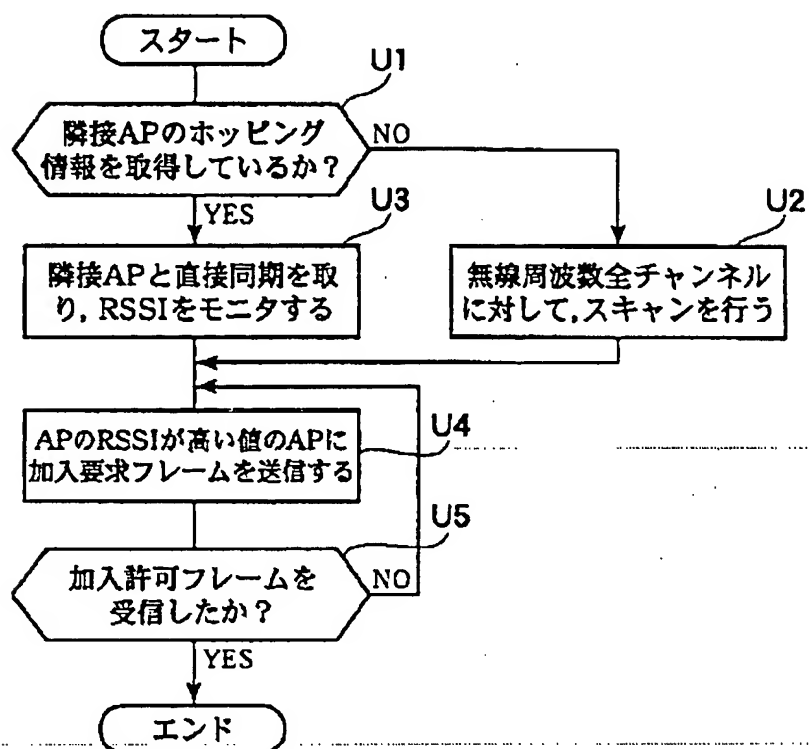 スタート
U1
隣接APのホッピング
情報を取得しているか？
NO
YES
U3
U2
隣接APと直接同期を取
り,RSSIをモニタする
無線周波数全チャンネル
に対して,スキャンを行う
APのRSSIが高い値のAPに
加入要求フレームを送信する
U4
U5
加入許可フレームを
受信したか？
NO
YES
エンド